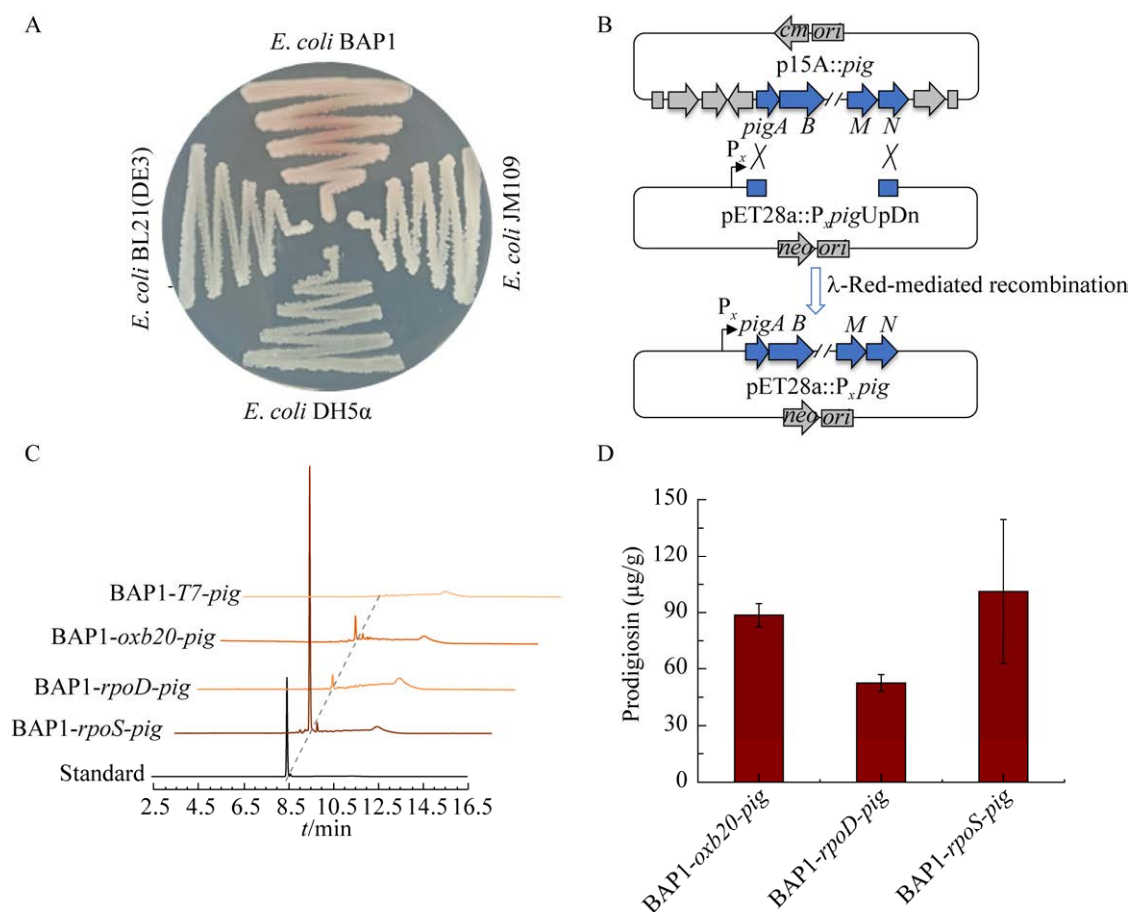 A
E. coli BAP1
E. coli BL21(DE3)
E. coli JM109
E. coli DH5α
B
cm ori
p15A::pig
pigA B M N
Px
pET28a::PxpigUpDn
neo ori
λ-Red-mediated recombination
Px pigA B M N
pET28a::Pxpig
neo ori
C
BAP1-T7-pig
BAP1-oxb20-pig
BAP1-rpoD-pig
BAP1-rpoS-pig
Standard
2.5 4.5 6.5 8.5 10.5 12.5 14.5 16.5
t/min
D
150
120
90
60
30
0
Prodigiosin (μg/g)
BAP1-oxb20-pig
BAP1-rpoD-pig
BAP1-rpoS-pig